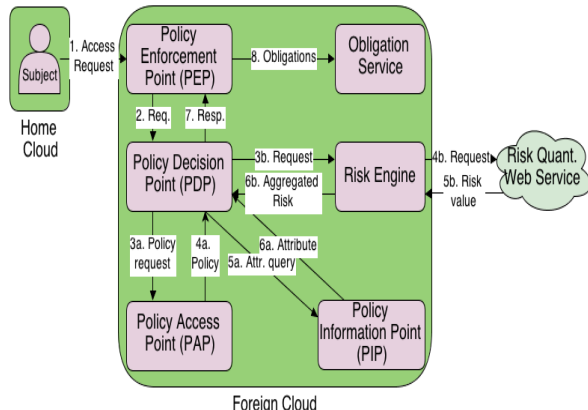 1. Access
Request
Subject
Home
Cloud
Policy
Enforcement
Point (PEP)
8. Obligations
Obligation
Service
2. Req.
7. Resp.
Policy Decision
Point (PDP)
3b. Request
6b. Aggregated
Risk
Risk Engine
4b. Request
5b. Risk
value
Risk Quant.
Web Service
3a. Policy
request
4a.
Policy
6a. Attribute
5a. Attr. query
Policy Access
Point (PAP)
Policy
Information Point
(PIP)
Foreign Cloud